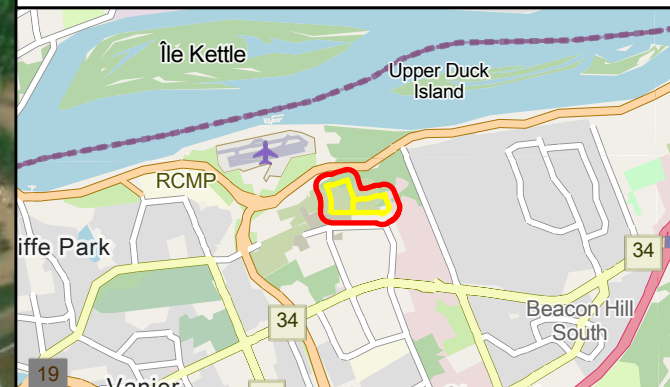 Île Kettle
Upper Duck
Island
RCMP
iffe Park
34
Beacon Hill
South
34
19
Vanier